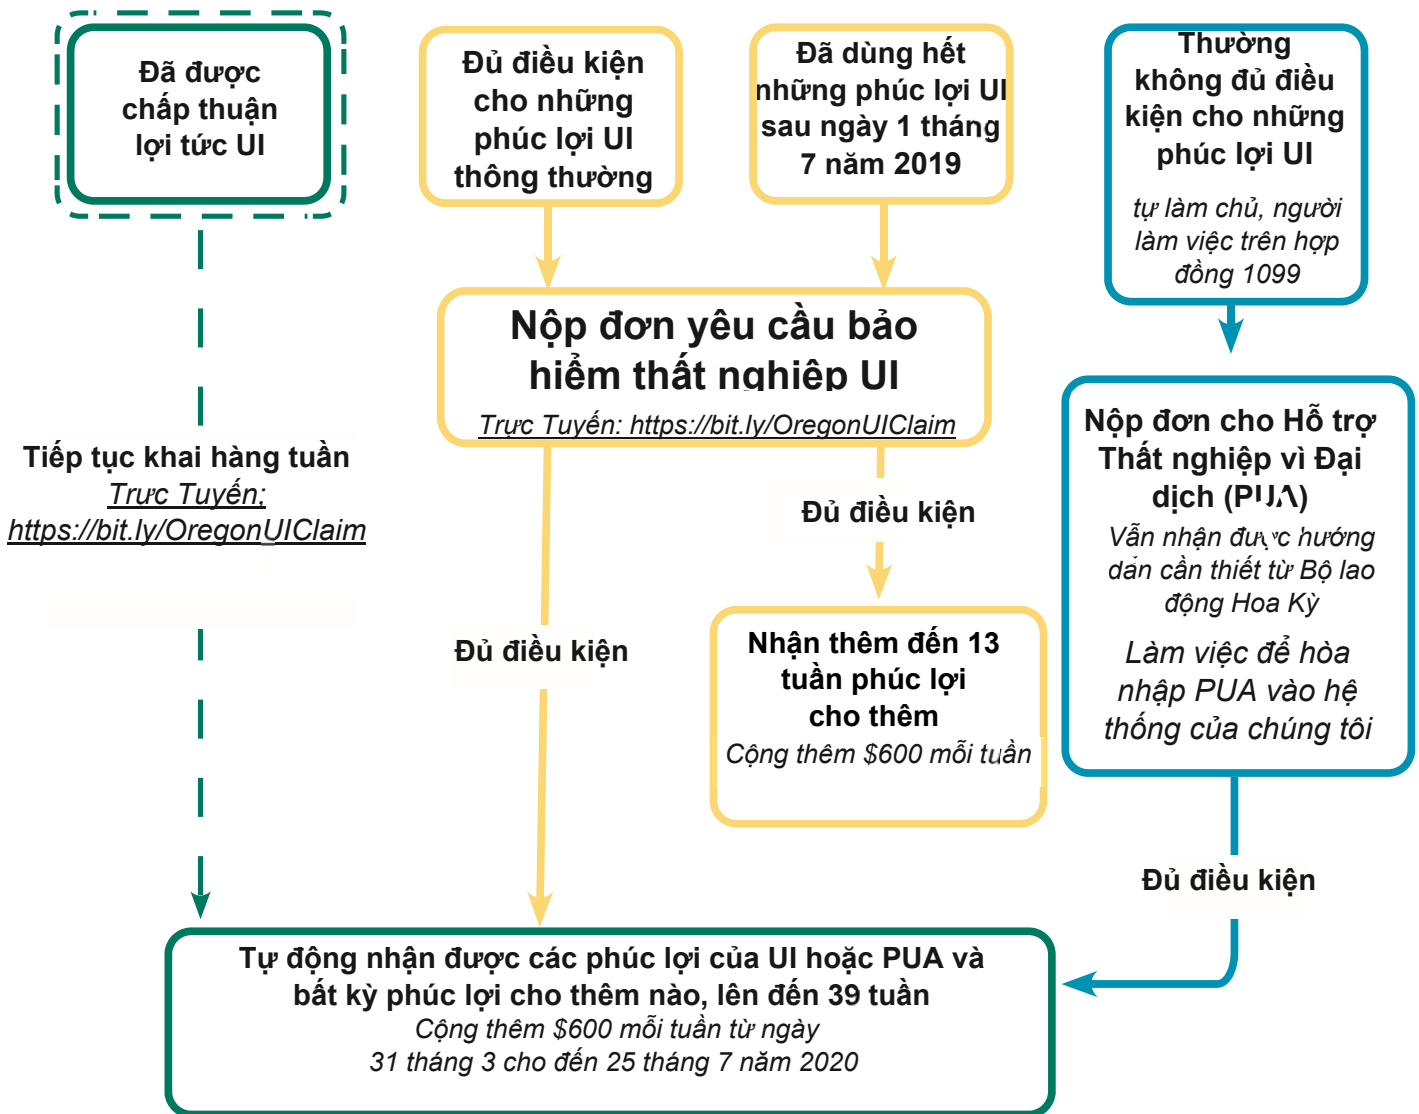 Đã được
chấp thuận
lợi tức UI
Đủ điều kiện
cho những
phúc lợi UI
thông thường
Đã dùng hết
những phúc lợi UI
sau ngày 1 tháng
7 năm 2019
Thường
không đủ điều
kiện cho những
phúc lợi UI
tự làm chủ, người
làm việc trên hợp
đồng 1099
Nộp đơn yêu cầu bảo
hiểm thất nghiệp UI
Trực Tuyến: https://bit.ly/OregonUIClaim
Tiếp tục khai hàng tuần
Trực Tuyến;
https://bit.ly/OregonUIClaim
Đủ điều kiện
Nộp đơn cho Hỗ trợ
Thất nghiệp vì Đại
dịch (PUA)
Vẫn nhận được hướng
dẫn cần thiết từ Bộ lao
động Hoa Kỳ
Làm việc để hòa
nhập PUA vào hệ
thống của chúng tôi
Đủ điều kiện
Nhận thêm đến 13
tuần phúc lợi
cho thêm
Cộng thêm $600 mỗi tuần
Đủ điều kiện
Tự động nhận được các phúc lợi của UI hoặc PUA và
bất kỳ phúc lợi cho thêm nào, lên đến 39 tuần
Cộng thêm $600 mỗi tuần từ ngày
31 tháng 3 cho đến 25 tháng 7 năm 2020